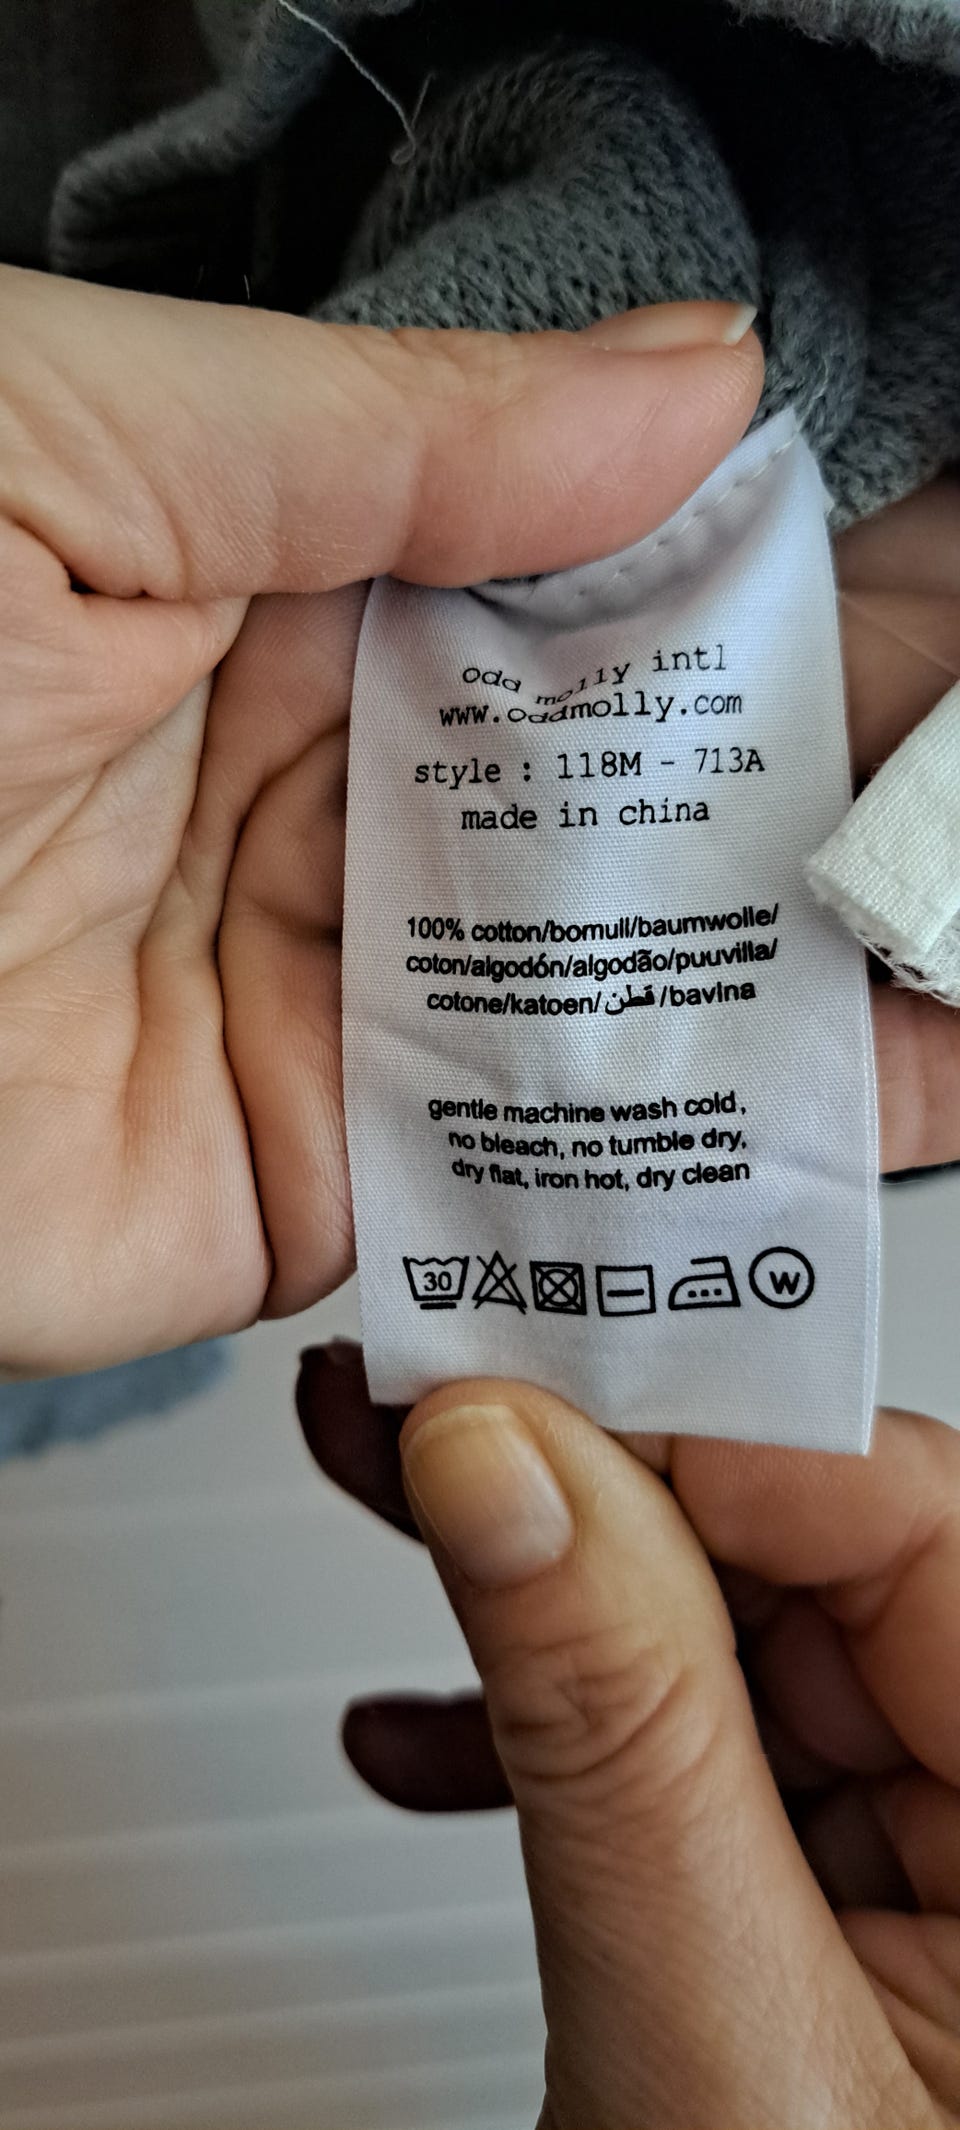 odd molly intl
www.oddmolly.com
style : 118M - 713A
made in china
100% cotton/bomull/baumwolle/
coton/algodón/algodão/puuvilla/
cotone/katoen/قطن/bavlna
gentle machine wash cold,
no bleach, no tumble dry,
dry flat, iron hot, dry clean
30 W